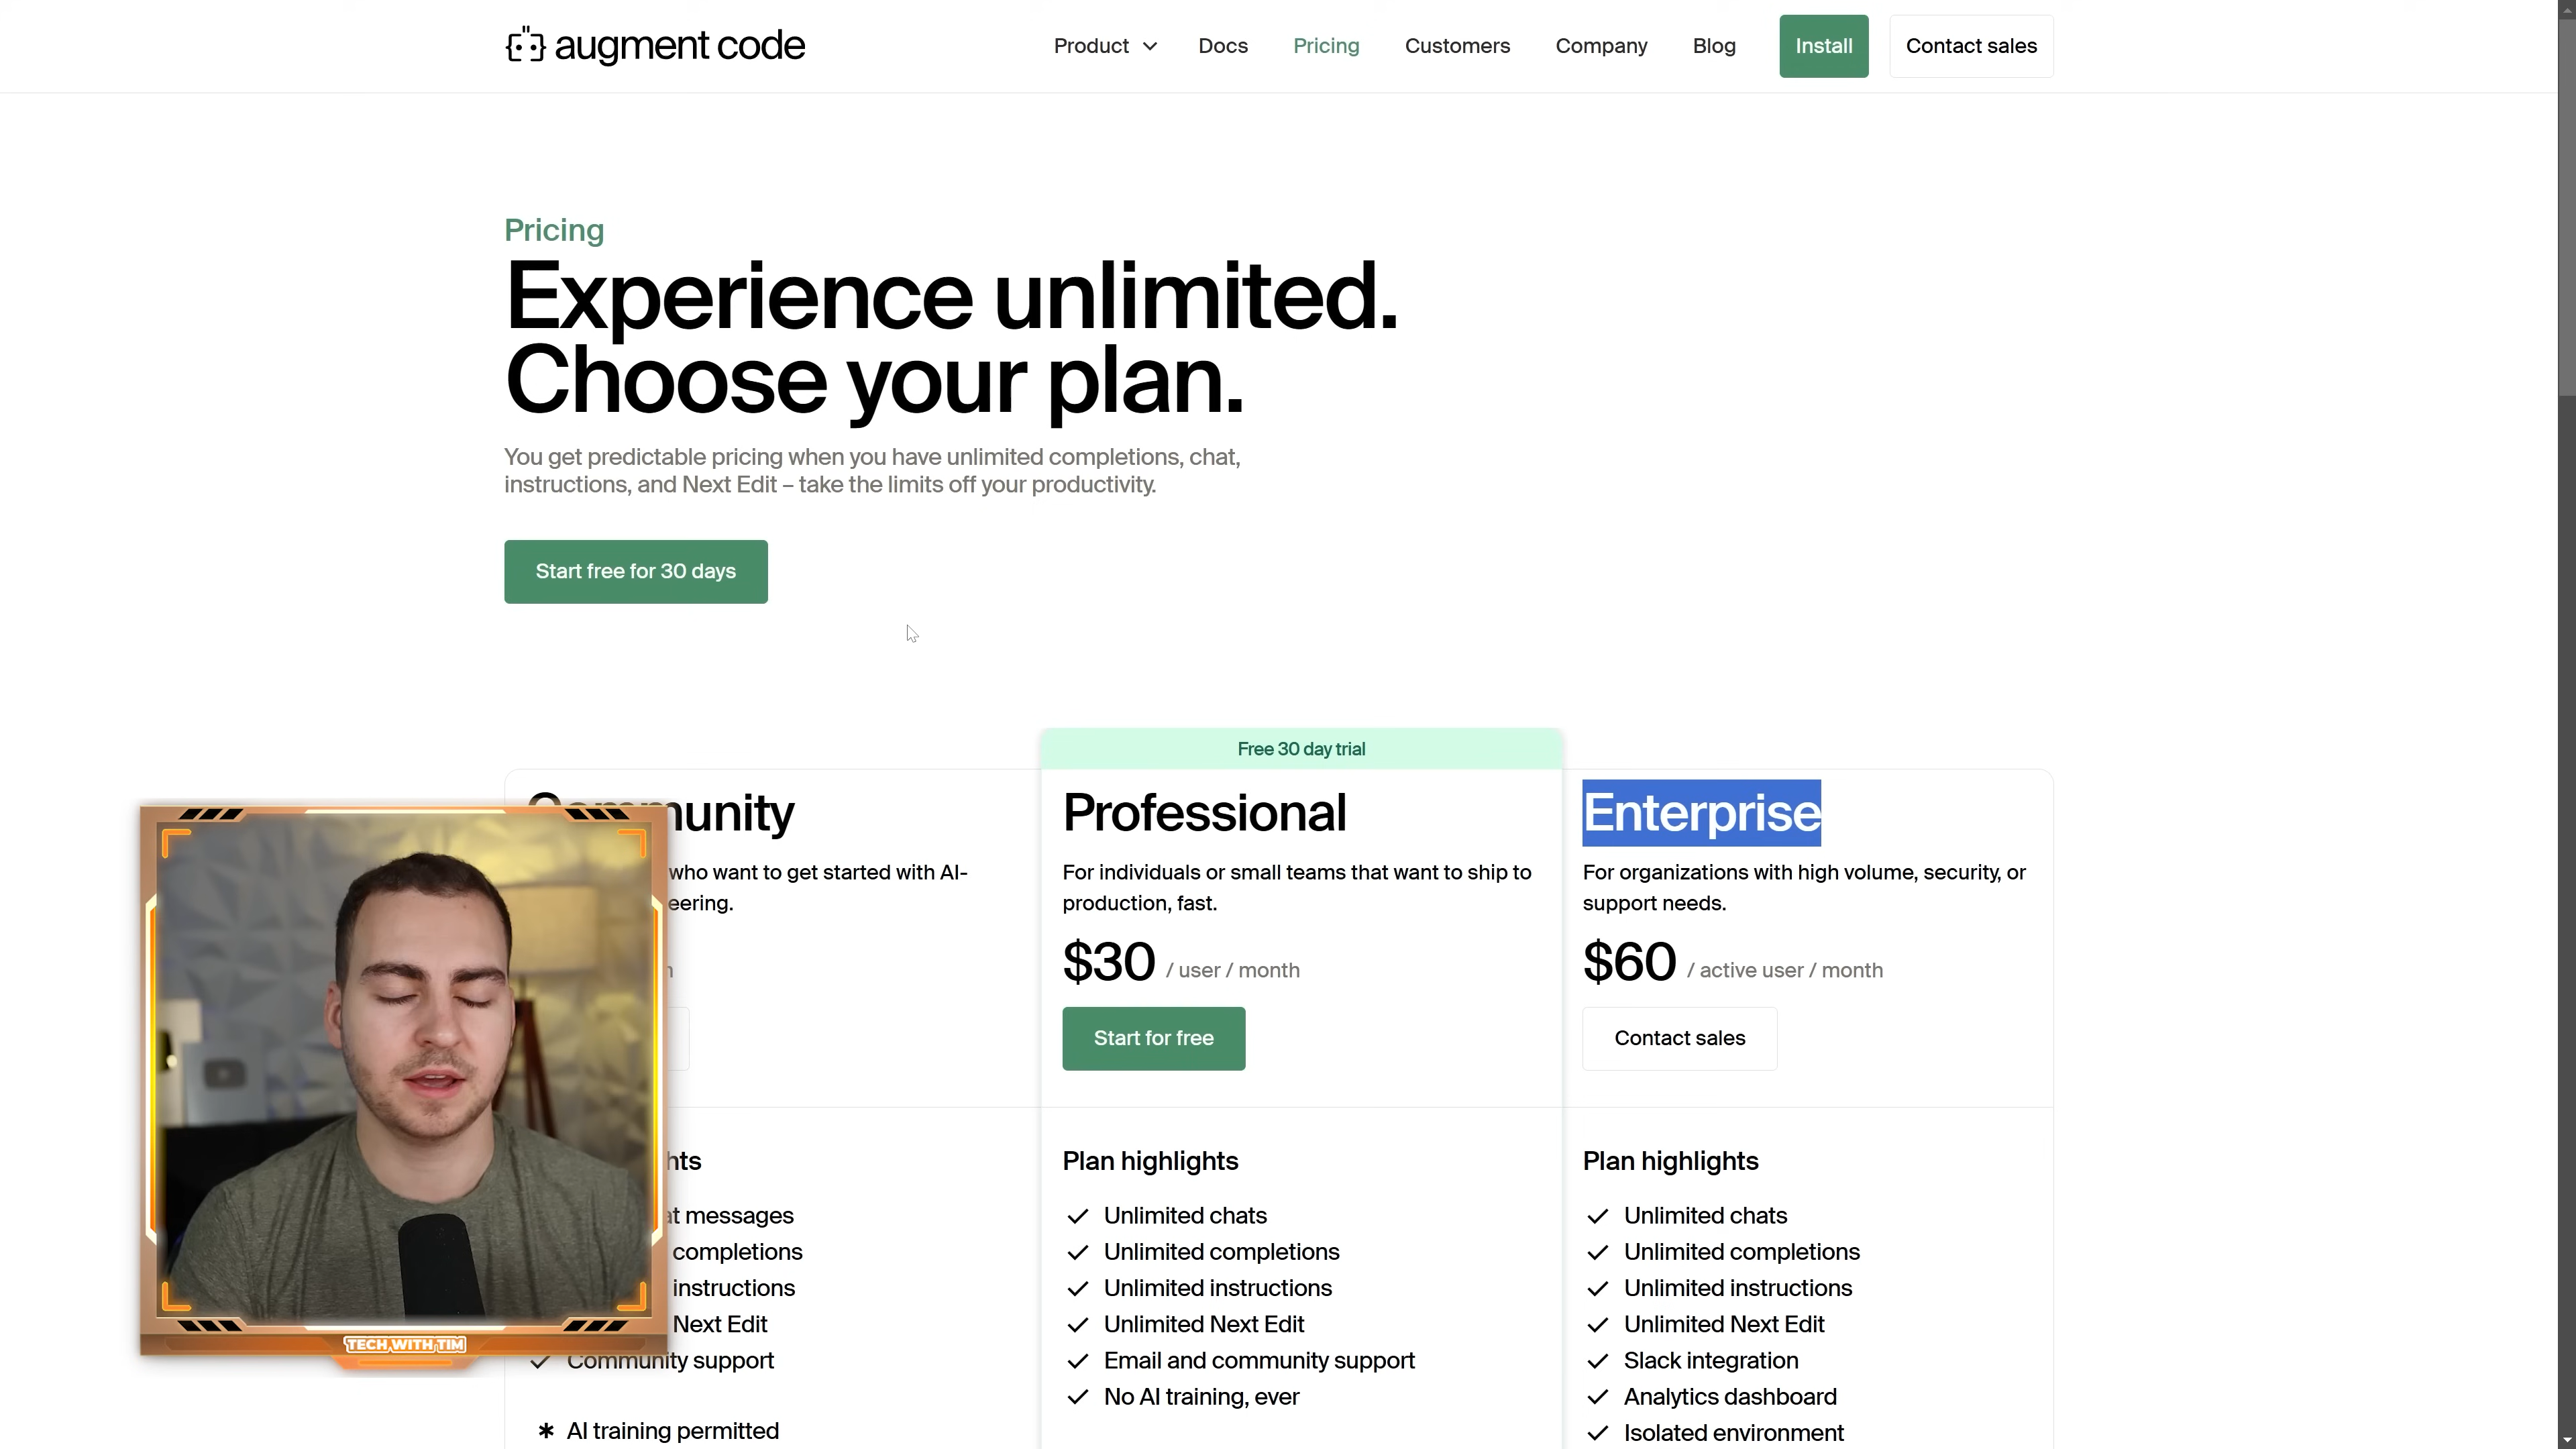 augment code
Product
Docs
Pricing
Customers
Company
Blog
Install
Contact sales
Pricing
Experience unlimited.
Choose your plan.
You get predictable pricing when you have unlimited completions, chat,
instructions, and Next Edit – take the limits off your productivity.
Start free for 30 days
who want to get started with AI-
completions
instructions
Next Edit
Community support
* AI training permitted
messages
Free 30 day trial
Professional
For individuals or small teams that want to ship to
production, fast.
$30 / user / month
Start for free
Plan highlights
Unlimited chats
Unlimited completions
Unlimited instructions
Unlimited Next Edit
Email and community support
No AI training, ever
Enterprise
For organizations with high volume, security, or
support needs.
$60 / active user / month
Contact sales
Plan highlights
Unlimited chats
Unlimited completions
Unlimited instructions
Unlimited Next Edit
Slack integration
Analytics dashboard
Isolated environment
TECH WITH TIM